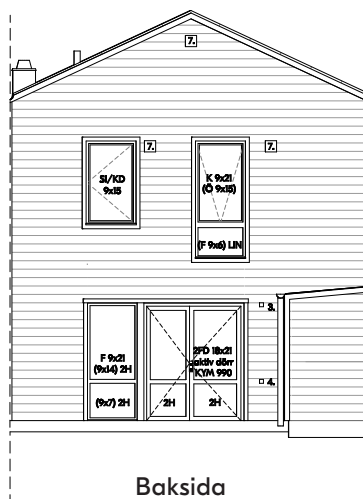 7.
7.
7.
SI/KD
9x15
K 9x21
(Ö 9x15)
(F 9x6) LIN
3.
F 9x21
(9x14) 2H
2FD 18x21
aktiv dörr
KYM 990
4.
(9x7) 2H
2H
2H
Baksida